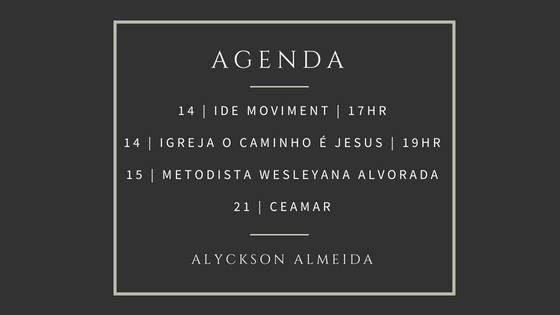 AGENDA
14 | IDE MOVIMENT | 17HR
14 | IGREJA O CAMINHO É JESUS | 19HR
15 | METODISTA WESLEYANA ALVORADA
21 | CEAMAR
ALYCKSON ALMEIDA